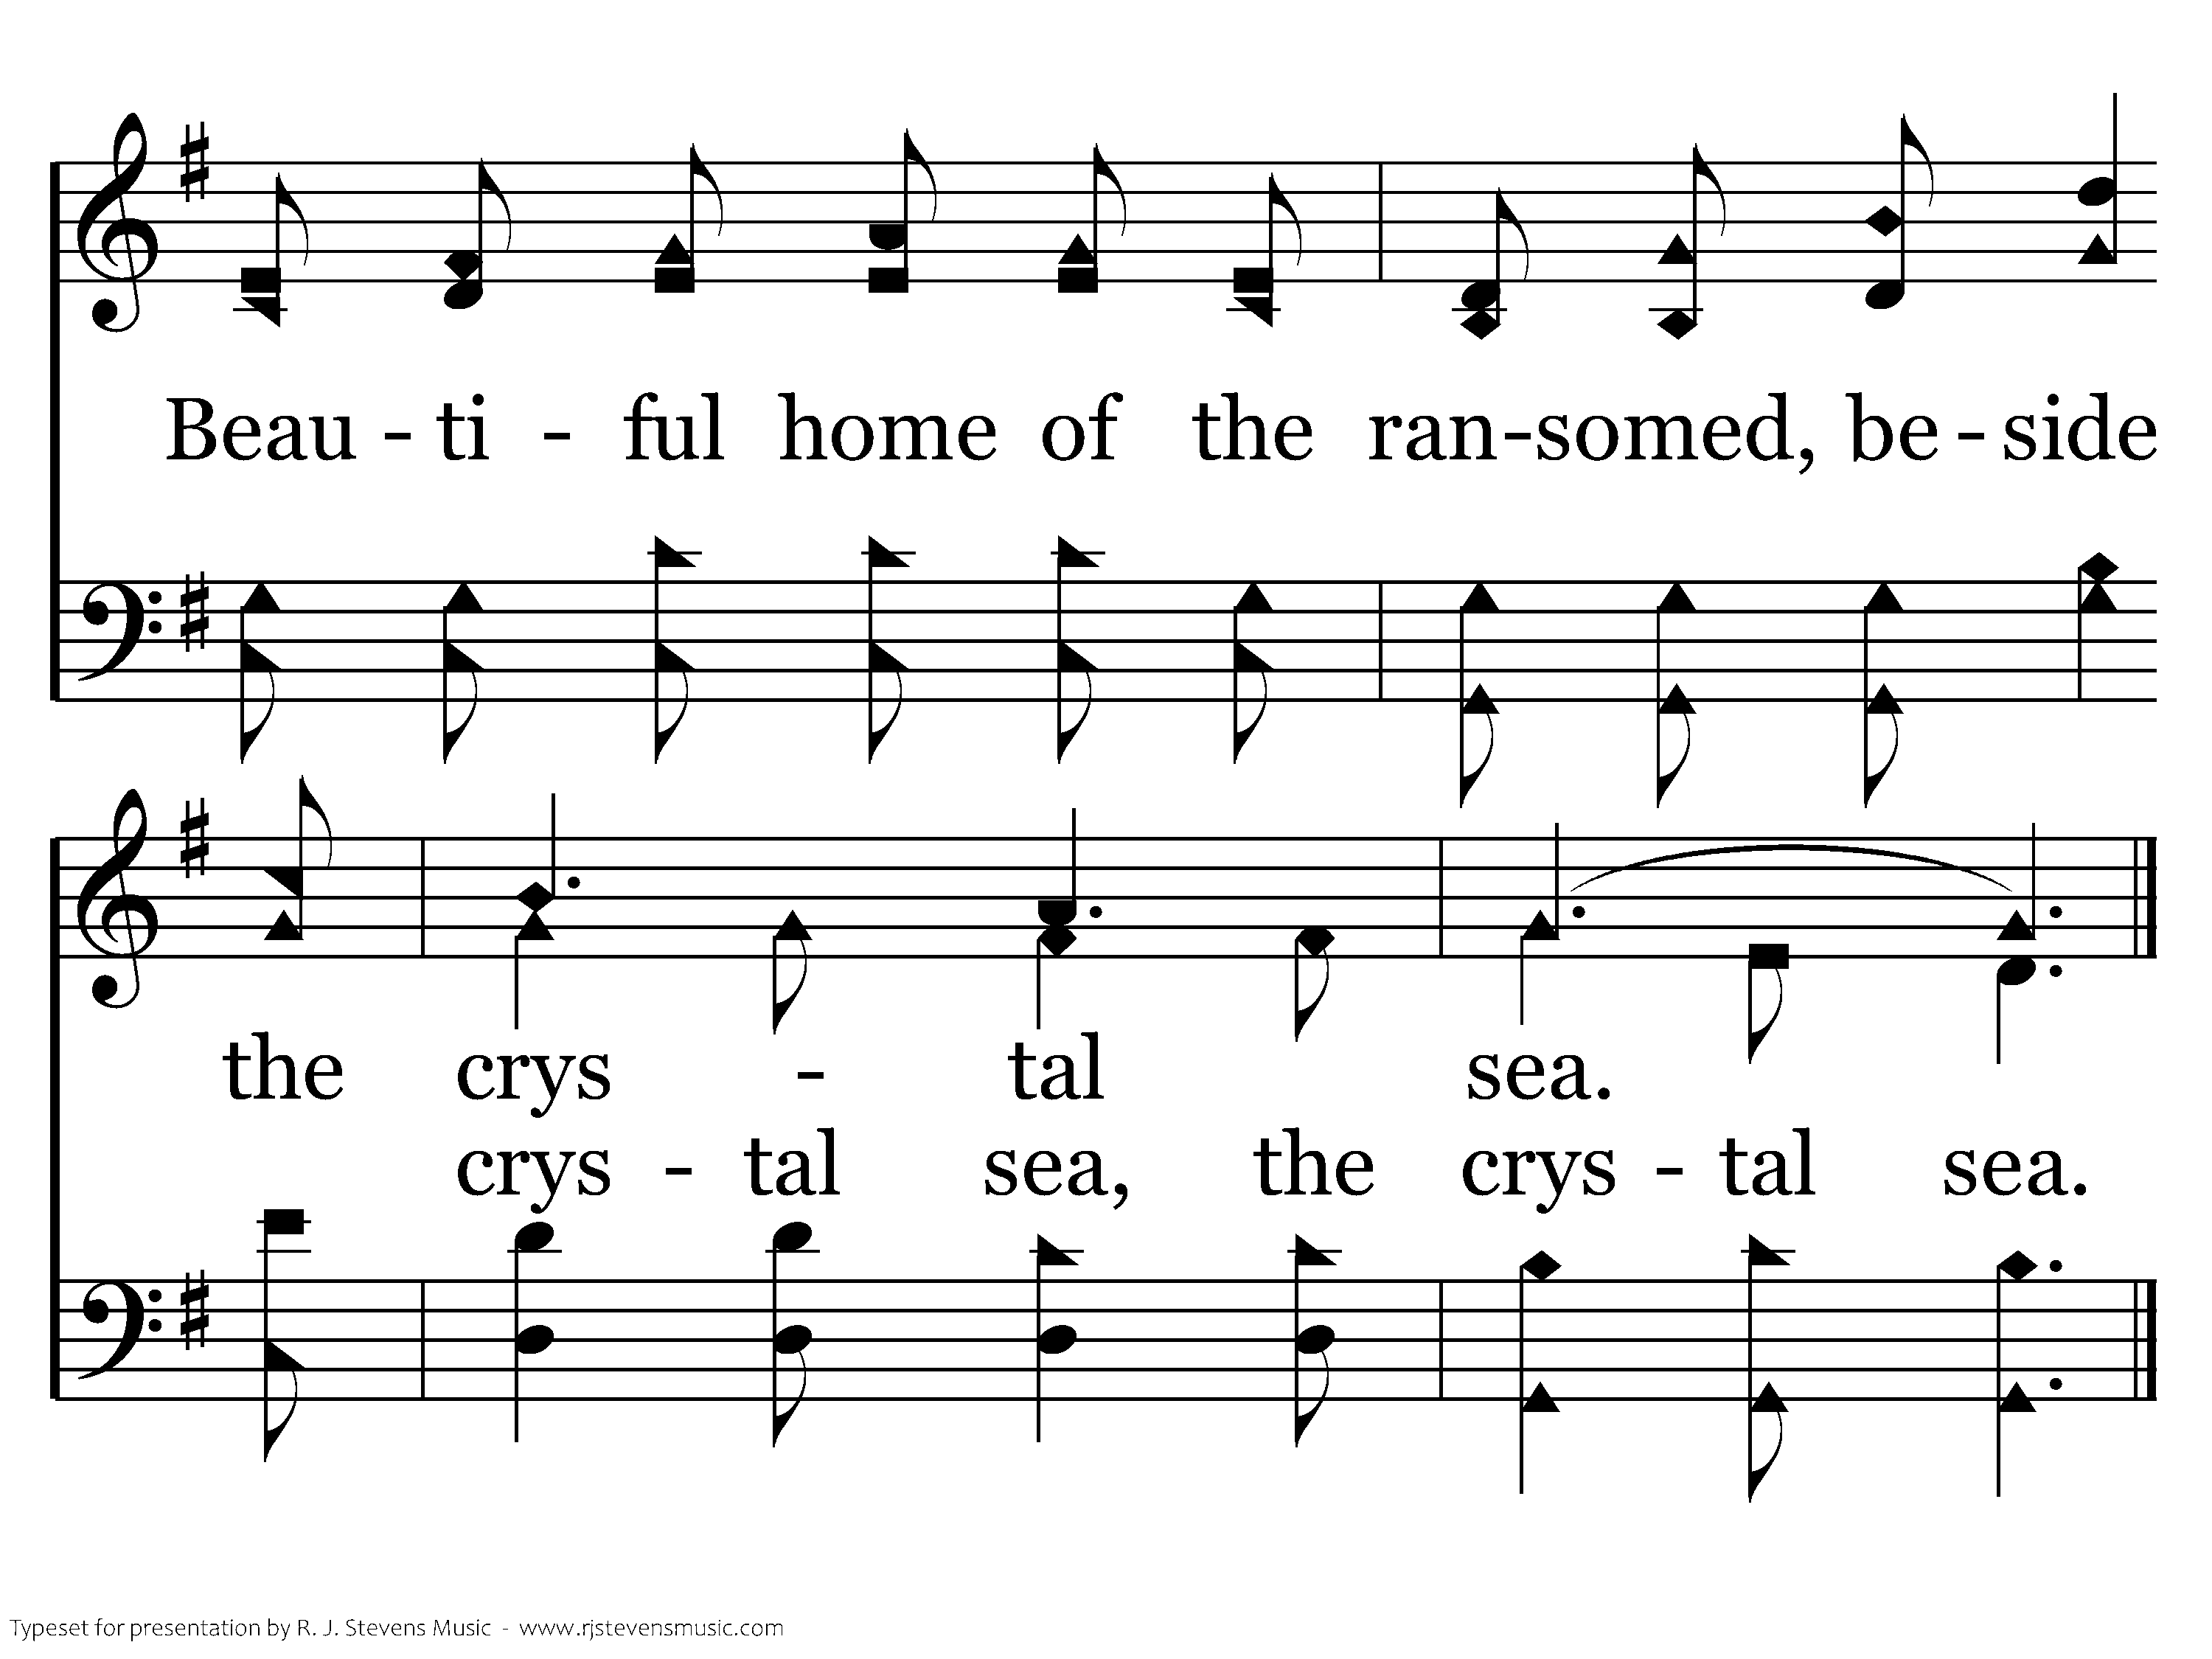 Beau - ti - ful home of the ran-somed, be - side
the crys - tal sea.
crys - tal sea, the crys - tal sea.
Typeset for presentation by R. J. Stevens Music - www.rjstevensmusic.com